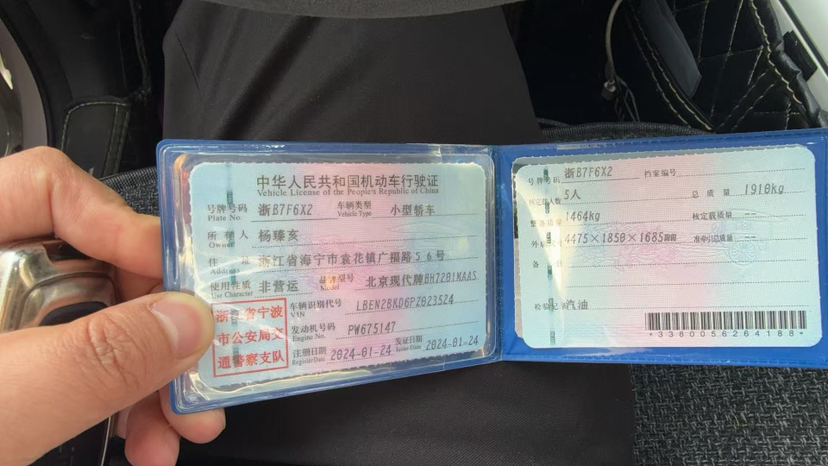 中华人民共和国机动车行驶证
Vehicle License of the People's Republic of China
号牌号码 浙B7F6X2 车辆类型 小型轿车
Plate No. Vehicle Type
所有人 杨臻亥
Owner
住址 浙江省海宁市袁花镇广福路56号
Address
使用性质 非营运 品牌型号 北京现代牌BH7201MAAS
Use Character Model
浙江省宁波
市公安局交
通警察支队
车辆识别代号 LBEN2BKD6PZ023524
VIN
发动机号码 PW675147
Engine No.
注册日期 2024-01-24 发证日期 2024-01-24
Register Date Issue Date
号牌号码 浙B7F6X2 档案编号
核定载人数 5人 总质量 1910kg
整备质量 1464kg 核定载质量 --
外廓尺寸 4475×1850×1685mm 准牵引总质量 --
备注
检验记录 汽油
*3380056264188*